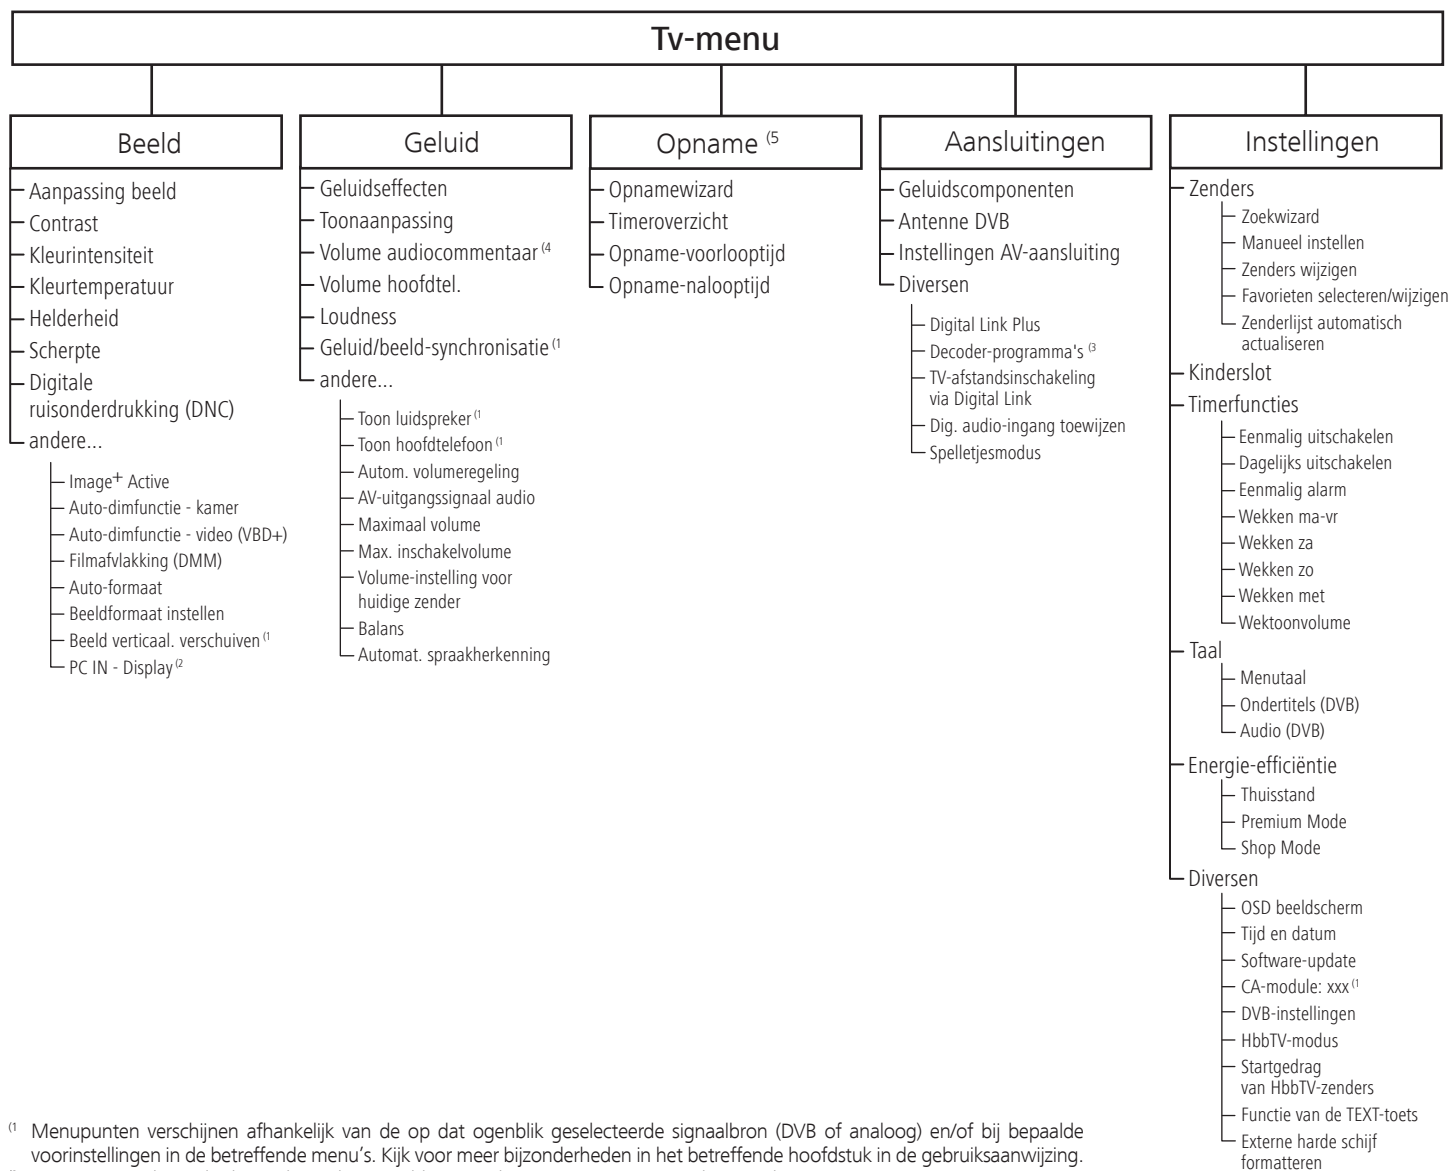 Tv-menu
Beeld
Aanpassing beeld
Contrast
Kleurintensiteit
Kleurtemperatuur
Helderheid
Scherpte
Digitale
ruisonderdrukking (DNC)
andere...
Image+ Active
Auto-dimfunctie - kamer
Auto-dimfunctie - video (VBD+)
Filmafvlakking (DMM)
Auto-formaat
Beeldformaat instellen
Beeld verticaal. verschuiven (1
PC IN - Display (2
Geluid
Geluidseffecten
Toonaanpassing
Volume audiocommentaar (4
Volume hoofdtel.
Loudness
Geluid/beeld-synchronisatie (1
andere...
Toon luidspreker (1
Toon hoofdtelefoon (1
Autom. volumeregeling
AV-uitgangssignaal audio
Maximaal volume
Max. inschakelvolume
Volume-instelling voor
huidige zender
Balans
Automat. spraakherkenning
Opname (5
Opnamewizard
Timeroverzicht
Opname-voorlooptijd
Opname-nalooptijd
Aansluitingen
Geluidscomponenten
Antenne DVB
Instellingen AV-aansluiting
Diversen
Digital Link Plus
Decoder-programma's (3
TV-afstandsinschakeling
via Digital Link
Dig. audio-ingang toewijzen
Spelletjesmodus
Instellingen
Zenders
Zoekwizard
Manueel instellen
Zenders wijzigen
Favorieten selecteren/wijzigen
Zenderlijst automatisch
actualiseren
Kinderslot
Timerfuncties
Eenmalig uitschakelen
Dagelijks uitschakelen
Eenmalig alarm
Wekken ma-vr
Wekken za
Wekken zo
Wekken met
Wektoonvolume
Taal
Menutaal
Ondertitels (DVB)
Audio (DVB)
Energie-efficiëntie
Thuisstand
Premium Mode
Shop Mode
Diversen
OSD beeldscherm
Tijd en datum
Software-update
CA-module: xxx (1
DVB-instellingen
HbbTV-modus
Startgedrag
van HbbTV-zenders
Functie van de TEXT-toets
Externe harde schijf
formatteren
(1 Menupunten verschijnen afhankelijk van de op dat ogenblik geselecteerde signaalbron (DVB of analoog) en/of bij bepaalde
voorinstellingen in de betreffende menu's. Kijk voor meer bijzonderheden in het betreffende hoofdstuk in de gebruiksaanwijzing.